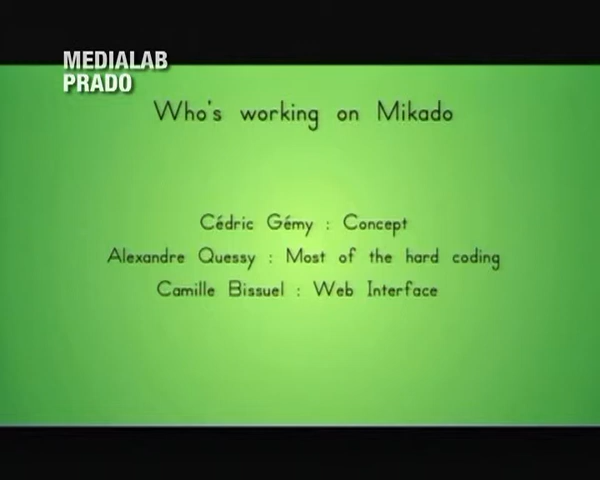 MEDIALAB
PRADO
Who's working on Mikado
Cédric Gémy : Concept
Alexandre Quessy : Most of the hard coding
Camille Bissuel : Web Interface